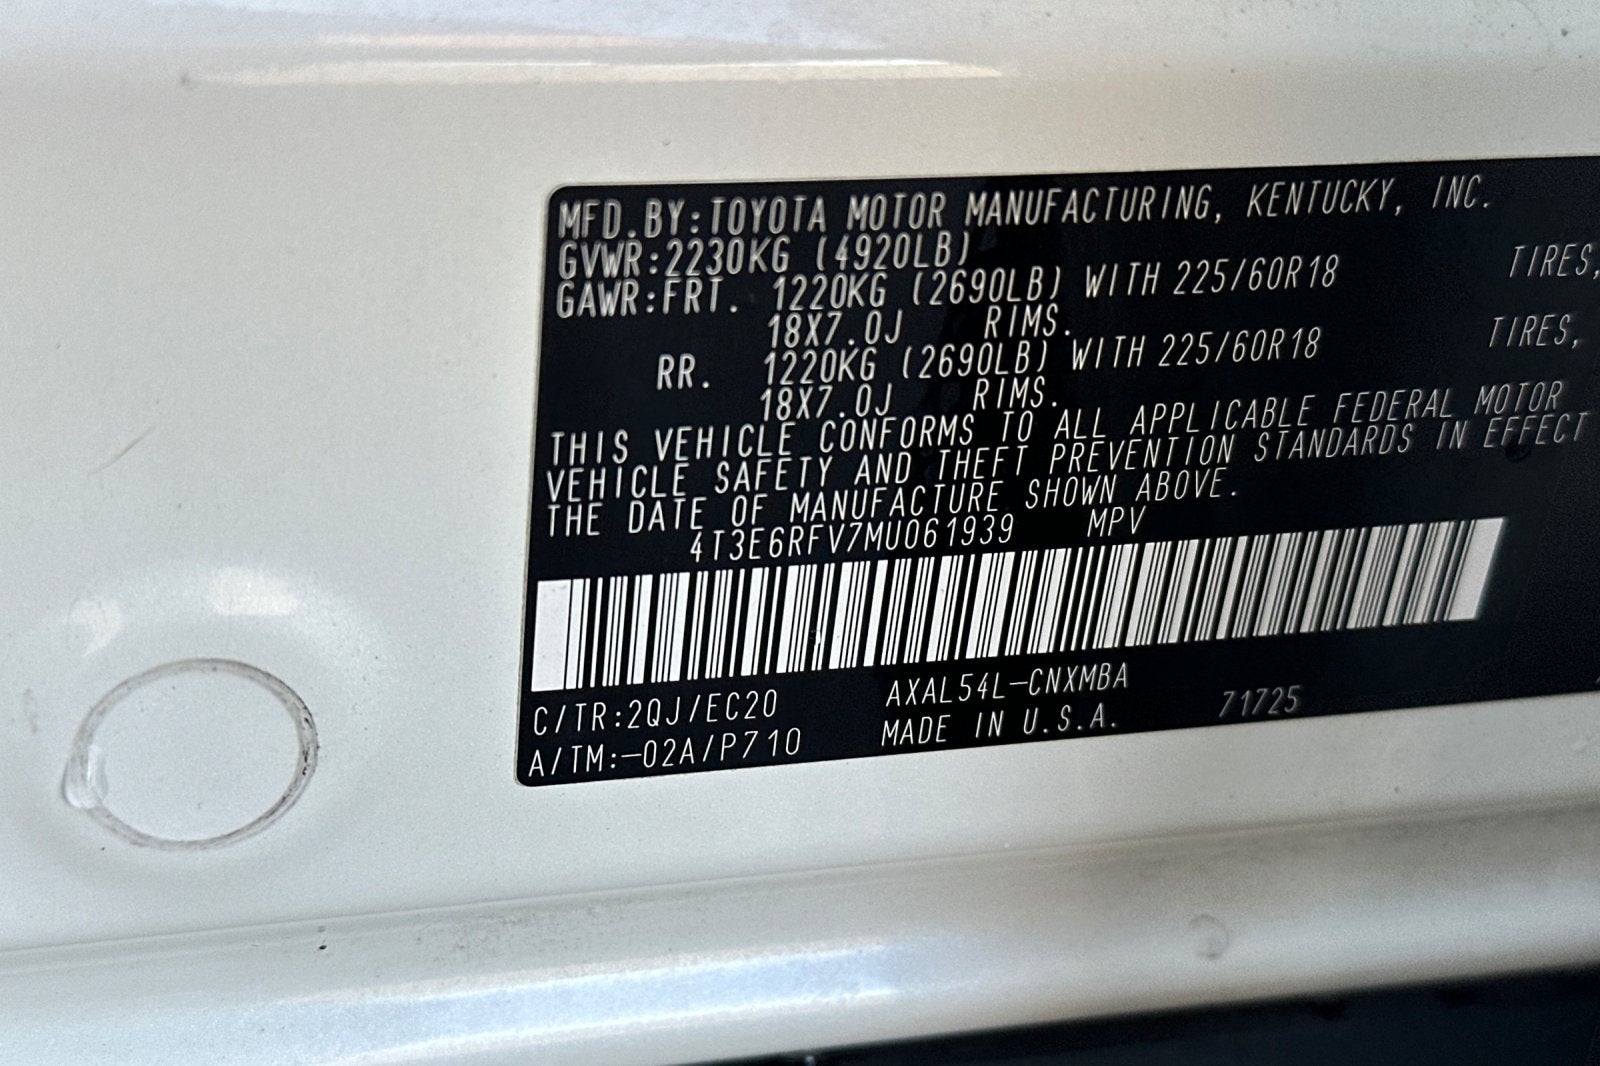 MFD.BY:TOYOTA MOTOR MANUFACTURING, KENTUCKY, INC.
GVWR:2230KG (4920LB)
GAWR:FRT. 1220KG (2690LB) WITH 225/60R18 TIRES,
18X7.0J RIMS.
RR. 1220KG (2690LB) WITH 225/60R18 TIRES,
18X7.0J RIMS.
THIS VEHICLE CONFORMS TO ALL APPLICABLE FEDERAL MOTOR
VEHICLE SAFETY AND THEFT PREVENTION STANDARDS IN EFFECT
THE DATE OF MANUFACTURE SHOWN ABOVE.
4T3E6RFV7MU061939 MPV
C/TR:2QJ/EC20 AXAL54L-CNXMBA
A/TM:-02A/P710 MADE IN U.S.A. 71725